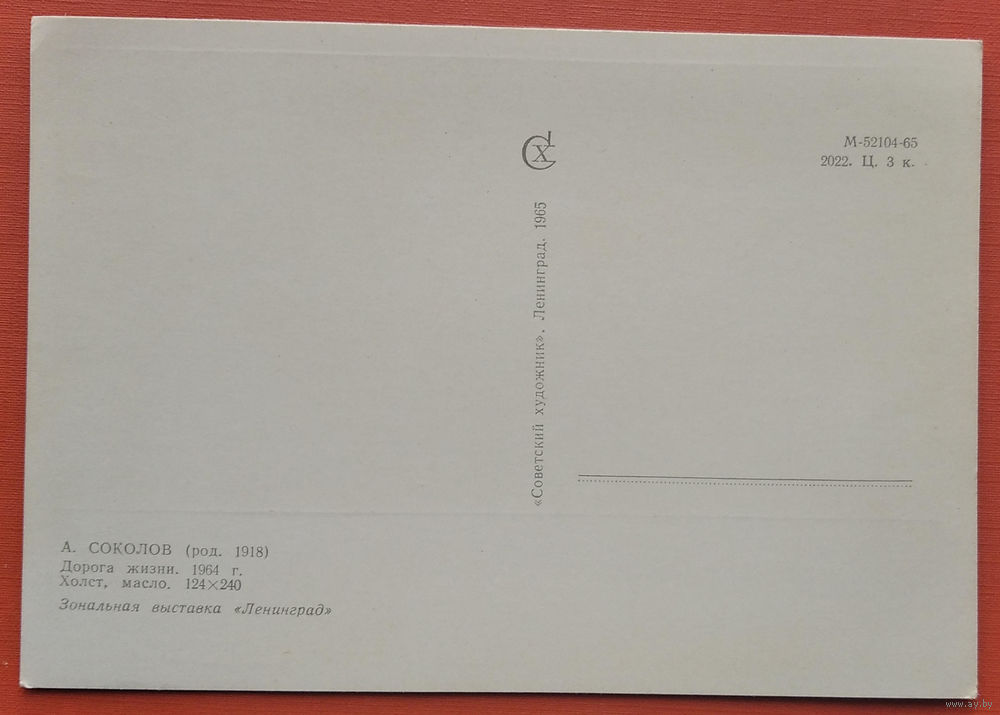 СХ
М-52104-65
2022. Ц. 3 к.
«Советский художник». Ленинград. 1965
А. СОКОЛОВ (род. 1918)
Дорога жизни. 1964 г.
Холст, масло. 124×240
Зональная выставка «Ленинград»
www.ay.by